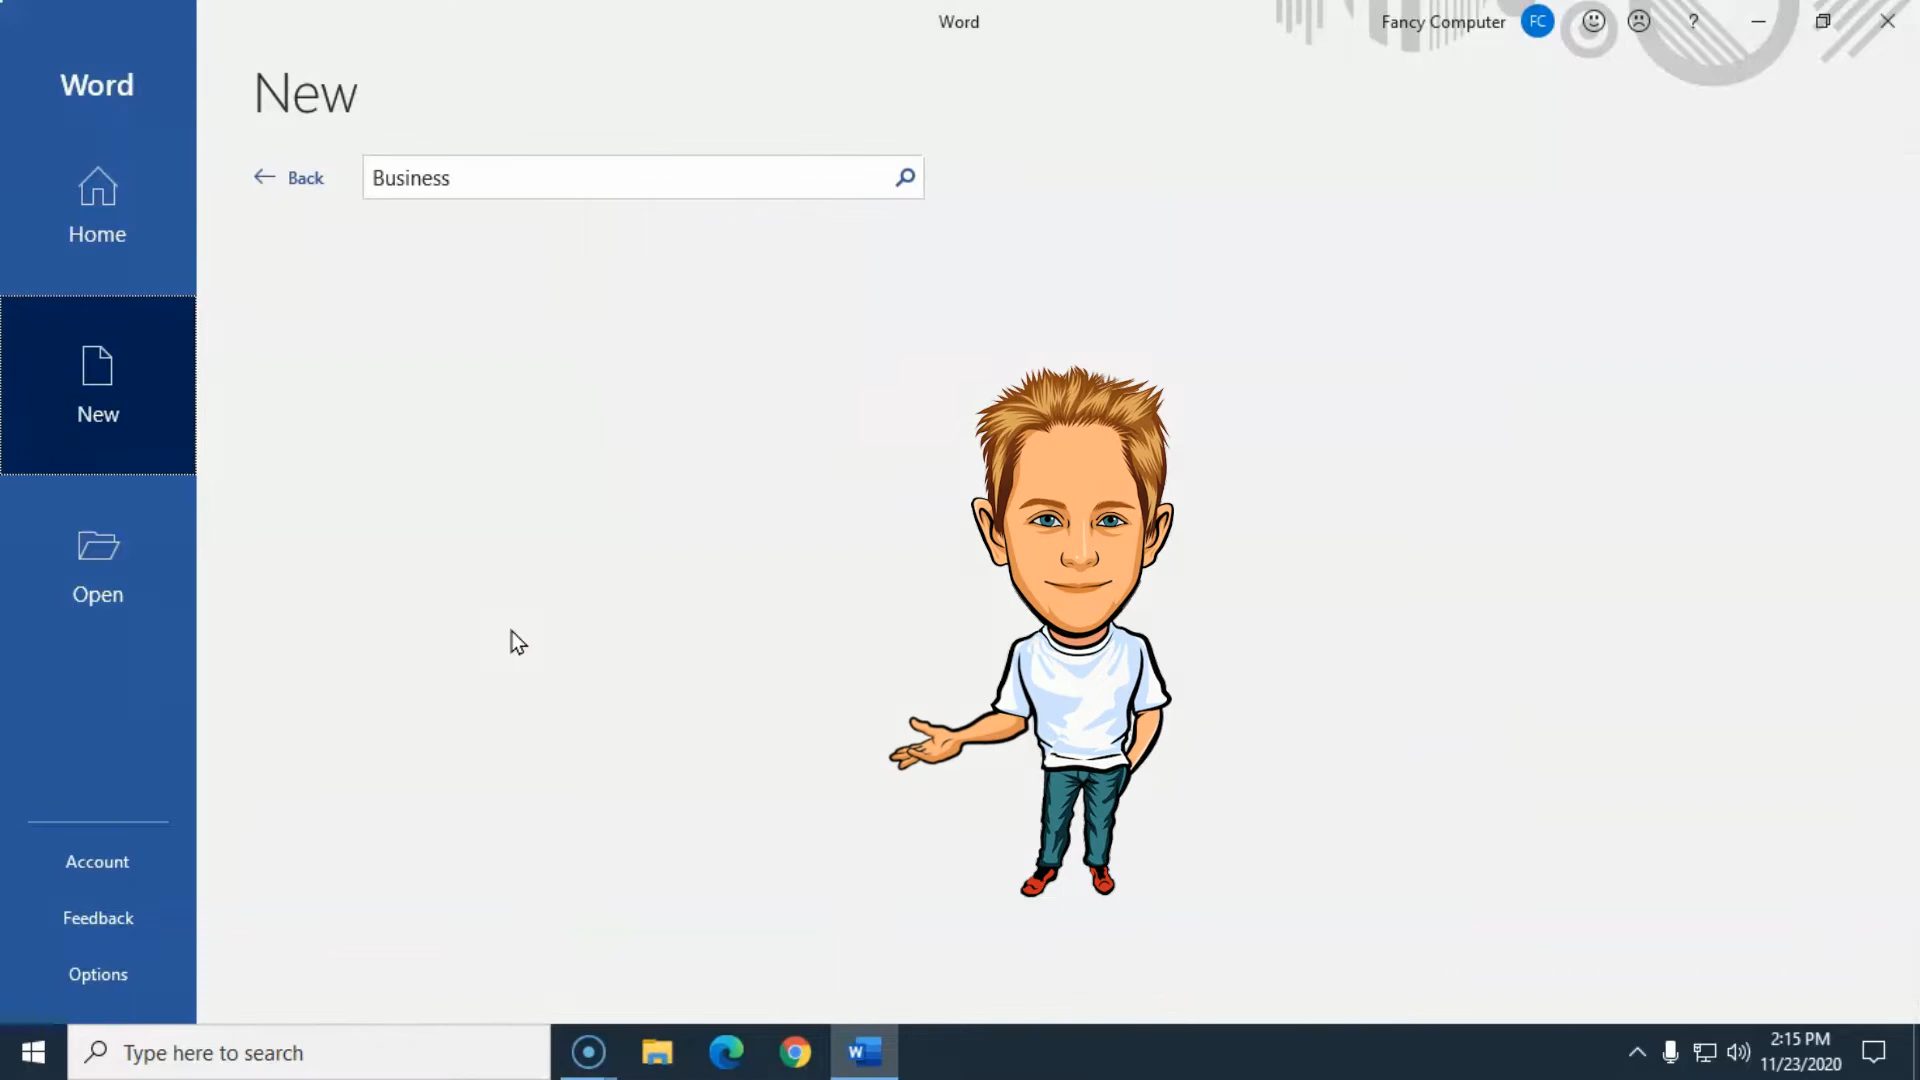 Word
Fancy Computer
FC
?
Word
New
Back
Business
Home
New
Open
Account
Feedback
Options
Type here to search
W
2:15 PM
11/23/2020